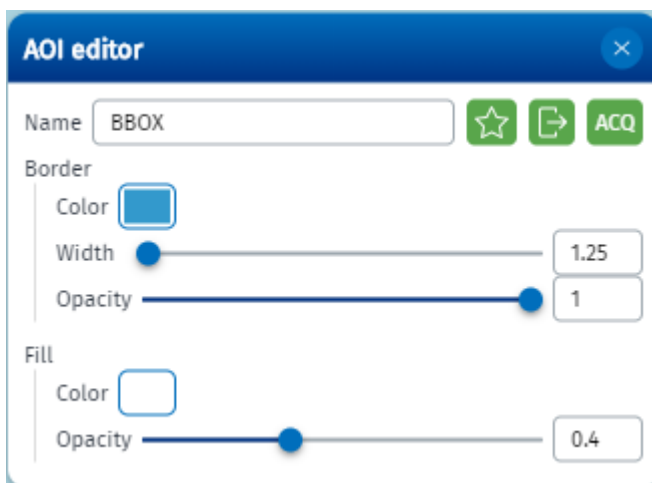 AOI editor
Name BBOX ACQ
Border
Color
Width 1.25
Opacity 1
Fill
Color
Opacity 0.4